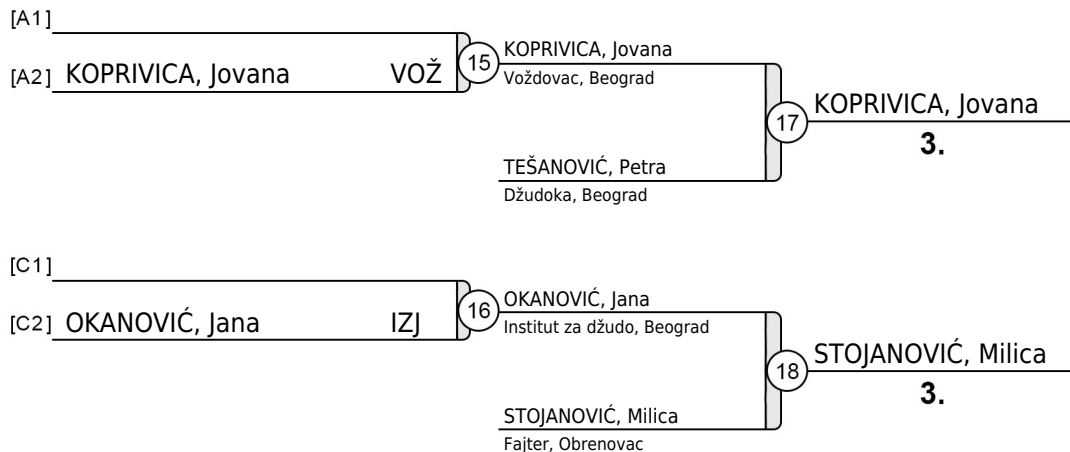 [A1]
[A2] KOPRIVICA, Jovana VOŽ
15
KOPRIVICA, Jovana
Voždovac, Beograd
17
KOPRIVICA, Jovana
3.
TEŠANOVIĆ, Petra
Džudoka, Beograd
[C1]
[C2] OKANOVIĆ, Jana IZJ
16
OKANOVIĆ, Jana
Institut za džudo, Beograd
18
STOJANOVIĆ, Milica
3.
STOJANOVIĆ, Milica
Fajter, Obrenovac